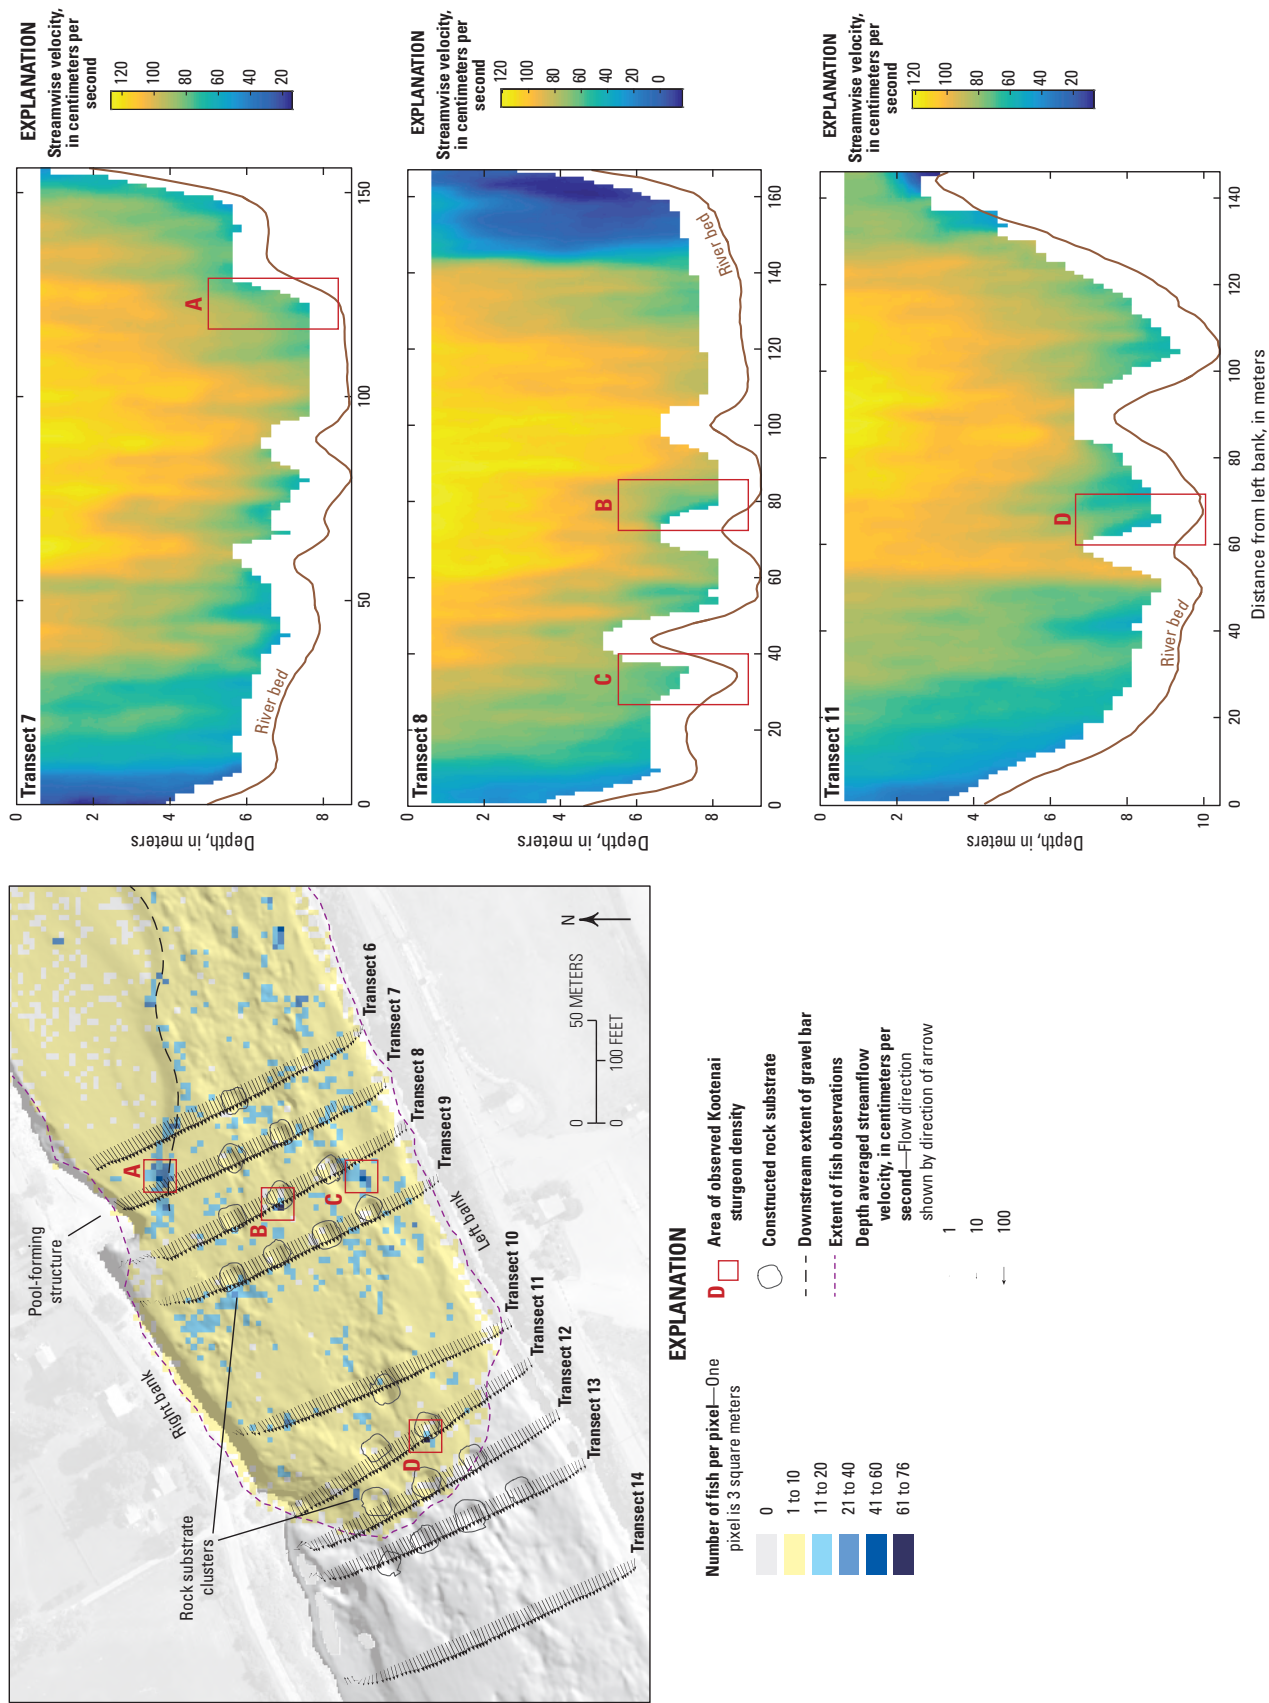 Pool-forming
structure
Right bank
Rock substrate
clusters
A
B
C
D
Left bank
Transect 6
Transect 7
Transect 8
Transect 9
Transect 10
Transect 11
Transect 12
Transect 13
Transect 14
N
0 50 METERS
0 100 FEET
EXPLANATION
Number of fish per pixel—One
pixel is 3 square meters
0
1 to 10
11 to 20
21 to 40
41 to 60
61 to 76
D Area of observed Kootenai
sturgeon density
Constructed rock substrate
Downstream extent of gravel bar
Extent of fish observations
Depth averaged streamflow
velocity, in centimeters per
second—Flow direction
shown by direction of arrow
1
10
100
Transect 7
Depth, in meters
0
2
4
6
8
0 50 100 150
River bed
A
EXPLANATION
Streamwise velocity,
in centimeters per
second
120
100
80
60
40
20
Transect 8
Depth, in meters
0
2
4
6
8
0 20 40 60 80 100 120 140 160
C
B
River bed
EXPLANATION
Streamwise velocity,
in centimeters per
second
120
100
80
60
40
20
0
Transect 11
Depth, in meters
0
2
4
6
8
10
0 20 40 60 80 100 120 140
River bed
D
Distance from left bank, in meters
EXPLANATION
Streamwise velocity,
in centimeters per
second
120
100
80
60
40
20